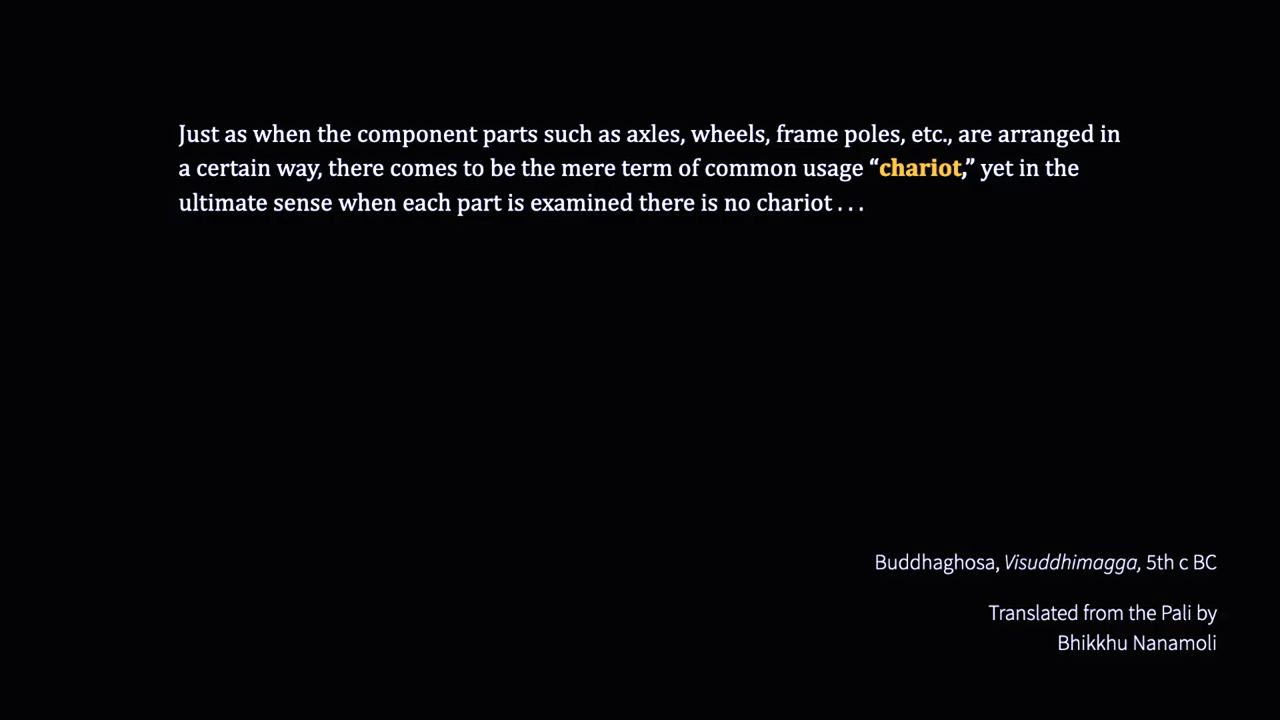 Just as when the component parts such as axles, wheels, frame poles, etc., are arranged in
a certain way, there comes to be the mere term of common usage “chariot,” yet in the
ultimate sense when each part is examined there is no chariot . . .
Buddhaghosa, Visuddhimagga, 5th c BC
Translated from the Pali by
Bhikkhu Nanamoli